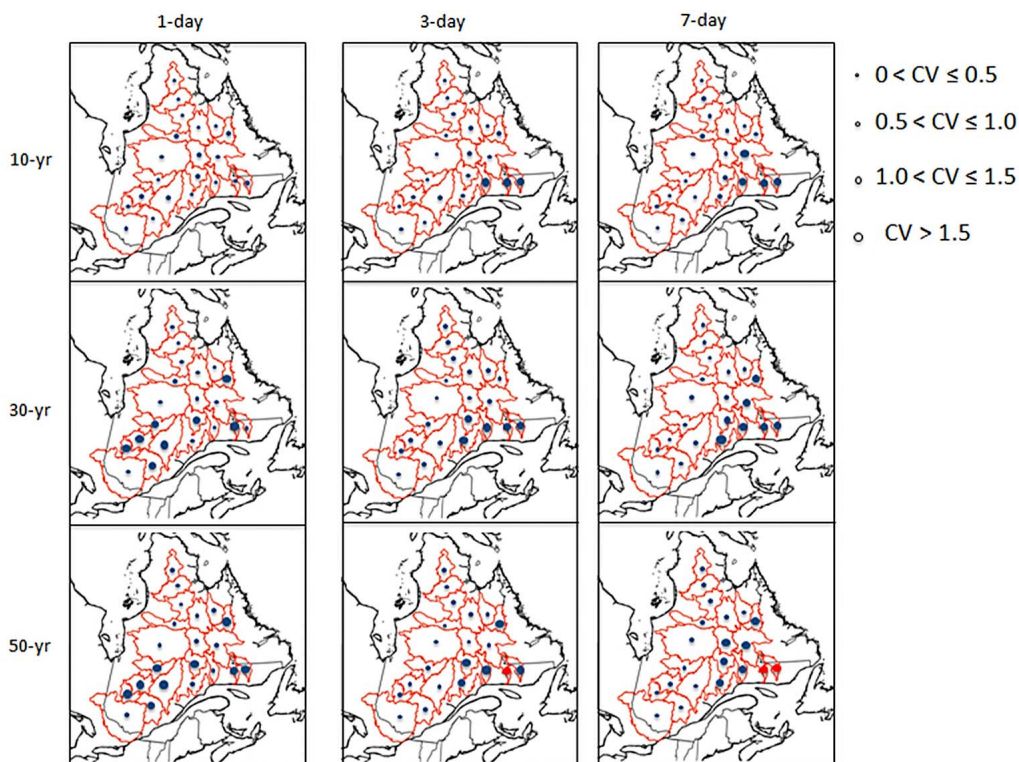 1-day 3-day 7-day
10-yr
30-yr
50-yr
0 < CV ≤ 0.5
0.5 < CV ≤ 1.0
1.0 < CV ≤ 1.5
CV > 1.5